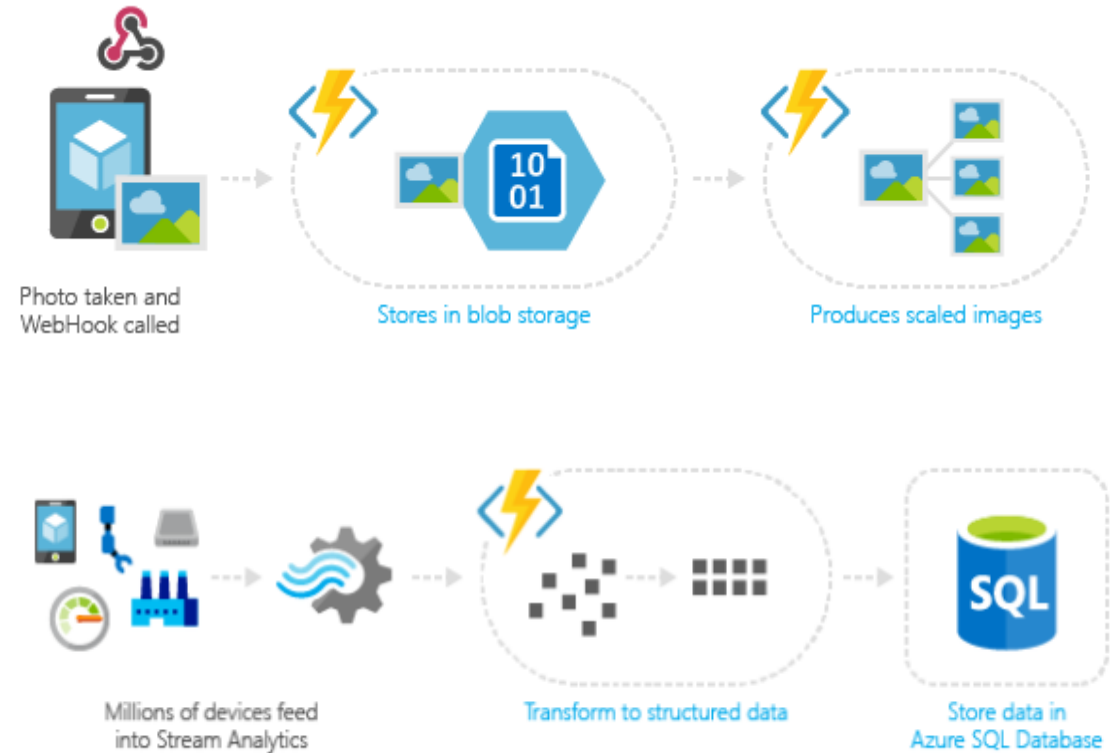 10
01
Photo taken and
WebHook called
Stores in blob storage
Produces scaled images
SQL
Millions of devices feed
into Stream Analytics
Transform to structured data
Store data in
Azure SQL Database